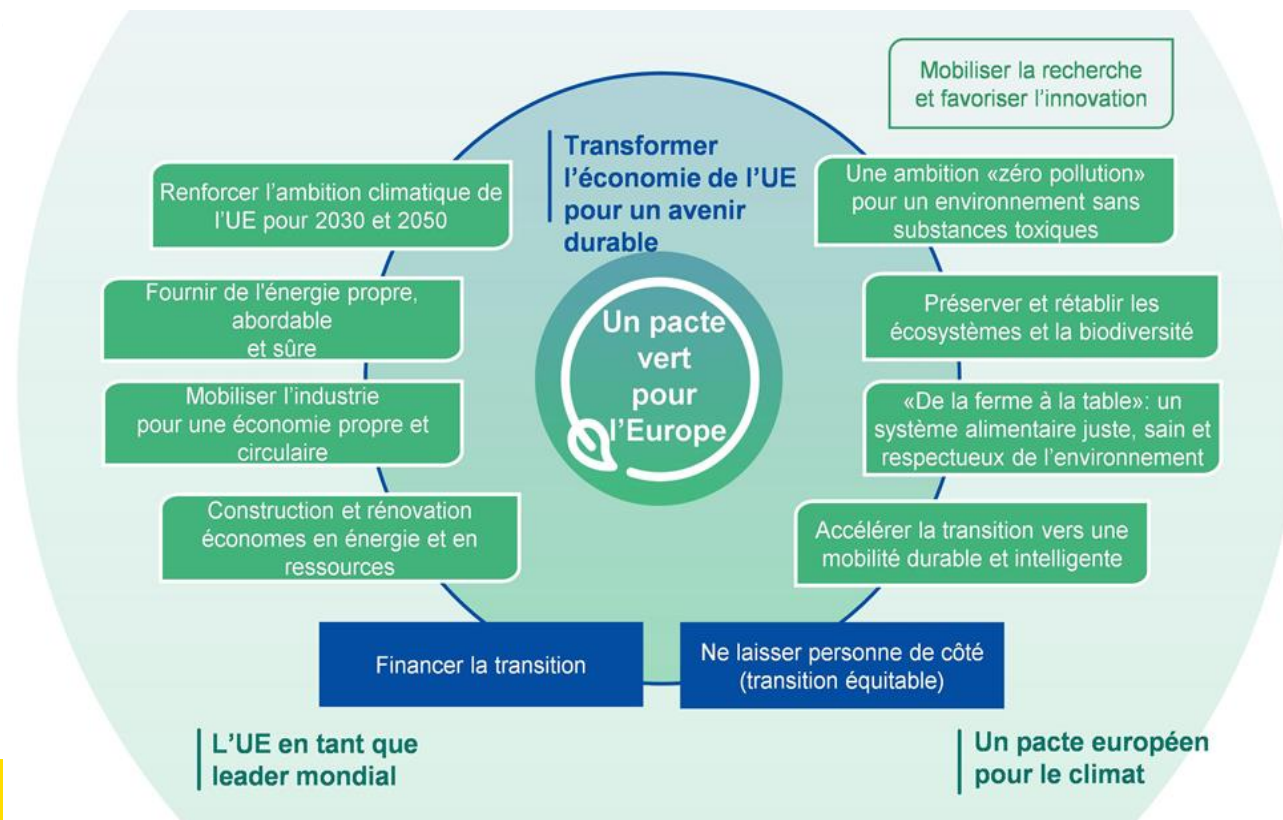 Mobiliser la recherche
et favoriser l’innovation
Transformer
l’économie de l’UE
pour un avenir
durable
Renforcer l’ambition climatique de
l’UE pour 2030 et 2050
Une ambition «zéro pollution»
pour un environnement sans
substances toxiques
Fournir de l'énergie propre,
abordable
et sûre
Préserver et rétablir les
écosystèmes et la biodiversité
Un pacte
vert
pour
l’Europe
Mobiliser l’industrie
pour une économie propre et
circulaire
«De la ferme à la table»: un
système alimentaire juste, sain et
respectueux de l’environnement
Construction et rénovation
économes en énergie et en
ressources
Accélérer la transition vers une
mobilité durable et intelligente
Financer la transition
Ne laisser personne de côté
(transition équitable)
L’UE en tant que
leader mondial
Un pacte européen
pour le climat